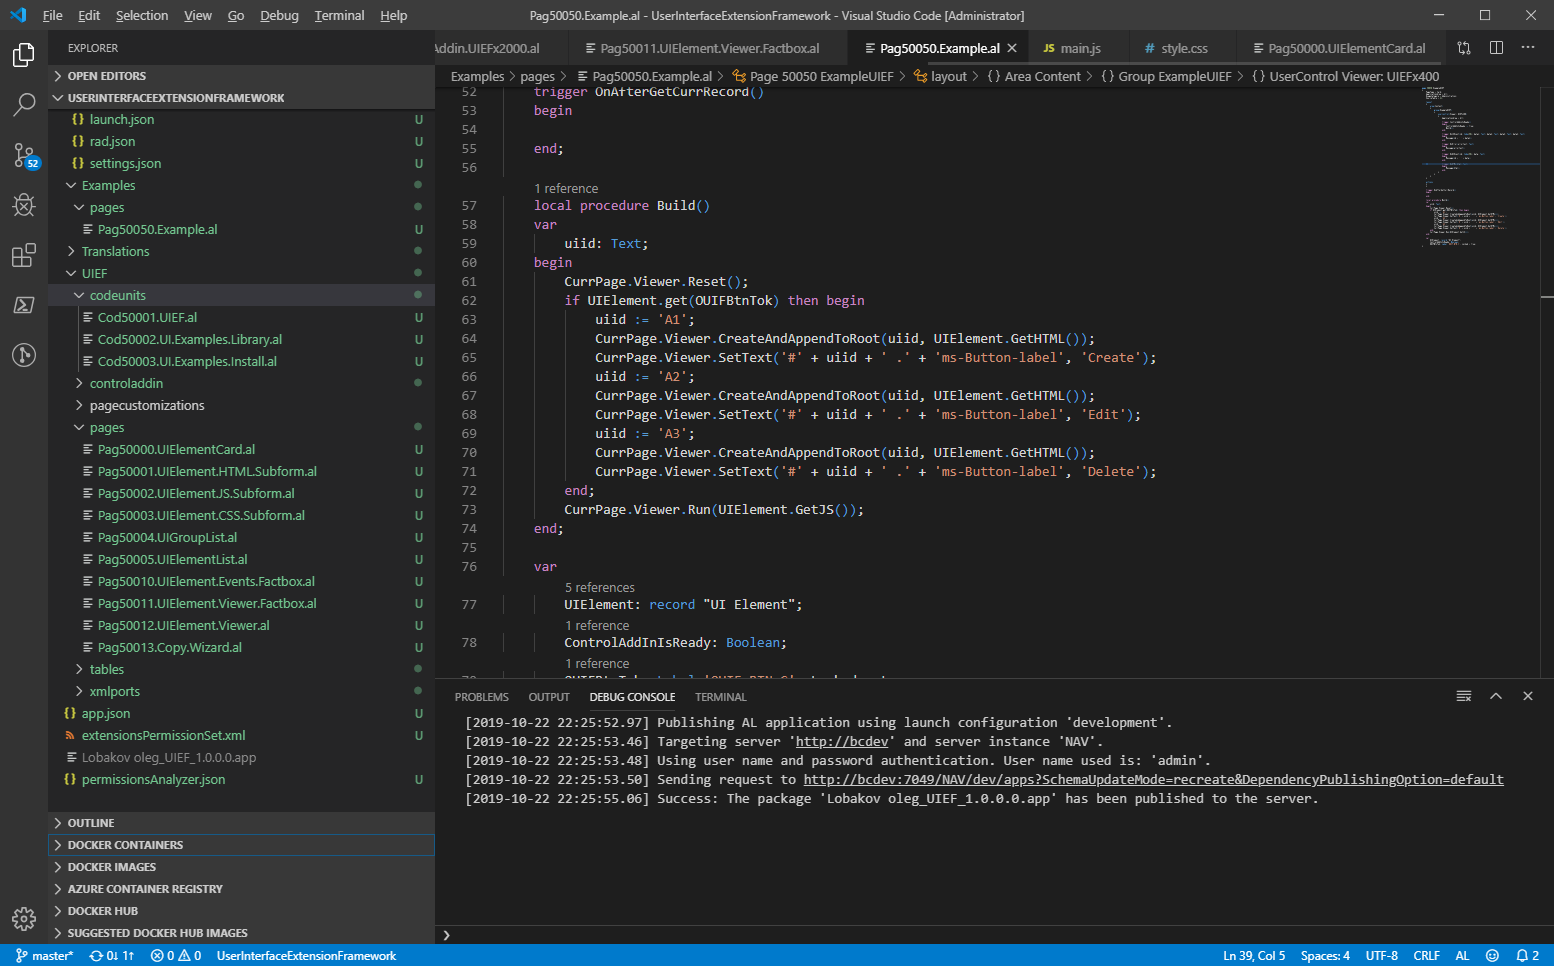 File Edit Selection View Go Debug Terminal Help
Pag50050.Example.al - UserInterfaceExtensionFramework - Visual Studio Code [Administrator]
EXPLORER
OPEN EDITORS
USERINTERFACEEXTENSIONFRAMEWORK
{} launch.json U
{} rad.json U
{} settings.json U
Examples
pages
Pag50050.Example.al U
Translations
UIEF
codeunits
Cod50001.UIEF.al U
Cod50002.UI.Examples.Library.al U
Cod50003.UI.Examples.Install.al U
controladdin
pagecustomizations
pages
Pag50000.UIElementCard.al U
Pag50001.UIElement.HTML.Subform.al U
Pag50002.UIElement.JS.Subform.al U
Pag50003.UIElement.CSS.Subform.al U
Pag50004.UIGroupList.al U
Pag50005.UIElementList.al U
Pag50010.UIElement.Events.Factbox.al U
Pag50011.UIElement.Viewer.Factbox.al U
Pag50012.UIElement.Viewer.al U
Pag50013.Copy.Wizard.al U
tables
xmlports
{} app.json U
extensionsPermissionSet.xml U
Lobakov oleg_UIEF_1.0.0.0.app
{} permissionsAnalyzer.json U
OUTLINE
DOCKER CONTAINERS
DOCKER IMAGES
AZURE CONTAINER REGISTRY
DOCKER HUB
SUGGESTED DOCKER HUB IMAGES
52
Addin.UIEFx2000.al Pag50011.UIElement.Viewer.Factbox.al Pag50050.Example.al JS main.js # style.css Pag50000.UIElementCard.al
Examples > pages > Pag50050.Example.al > Page 50050 ExampleUIEF > layout > {} Area Content > {} Group ExampleUIEF > {} UserControl Viewer: UIEFx400
52 trigger OnAfterGetCurrRecord()
53 begin
54
55 end;
56
1 reference
57 local procedure Build()
58 var
59 uiid: Text;
60 begin
61 CurrPage.Viewer.Reset();
62 if UIElement.get(OUIFBtnTok) then begin
63 uiid := 'A1';
64 CurrPage.Viewer.CreateAndAppendToRoot(uiid, UIElement.GetHTML());
65 CurrPage.Viewer.SetText('#' + uiid + ' .' + 'ms-Button-label', 'Create');
66 uiid := 'A2';
67 CurrPage.Viewer.CreateAndAppendToRoot(uiid, UIElement.GetHTML());
68 CurrPage.Viewer.SetText('#' + uiid + ' .' + 'ms-Button-label', 'Edit');
69 uiid := 'A3';
70 CurrPage.Viewer.CreateAndAppendToRoot(uiid, UIElement.GetHTML());
71 CurrPage.Viewer.SetText('#' + uiid + ' .' + 'ms-Button-label', 'Delete');
72 end;
73 CurrPage.Viewer.Run(UIElement.GetJS());
74 end;
75
76 var
5 references
77 UIElement: record "UI Element";
1 reference
78 ControlAddInIsReady: Boolean;
1 reference
PROBLEMS OUTPUT DEBUG CONSOLE TERMINAL
[2019-10-22 22:25:52.97] Publishing AL application using launch configuration 'development'.
[2019-10-22 22:25:53.46] Targeting server 'http://bcdev' and server instance 'NAV'.
[2019-10-22 22:25:53.48] Using user name and password authentication. User name used is: 'admin'.
[2019-10-22 22:25:53.50] Sending request to http://bcdev:7049/NAV/dev/apps?SchemaUpdateMode=recreate&DependencyPublishingOption=default
[2019-10-22 22:25:55.06] Success: The package 'Lobakov oleg_UIEF_1.0.0.0.app' has been published to the server.
master* 0↓ 1↑ 0 0 UserInterfaceExtensionFramework Ln 39, Col 5 Spaces: 4 UTF-8 CRLF AL 2